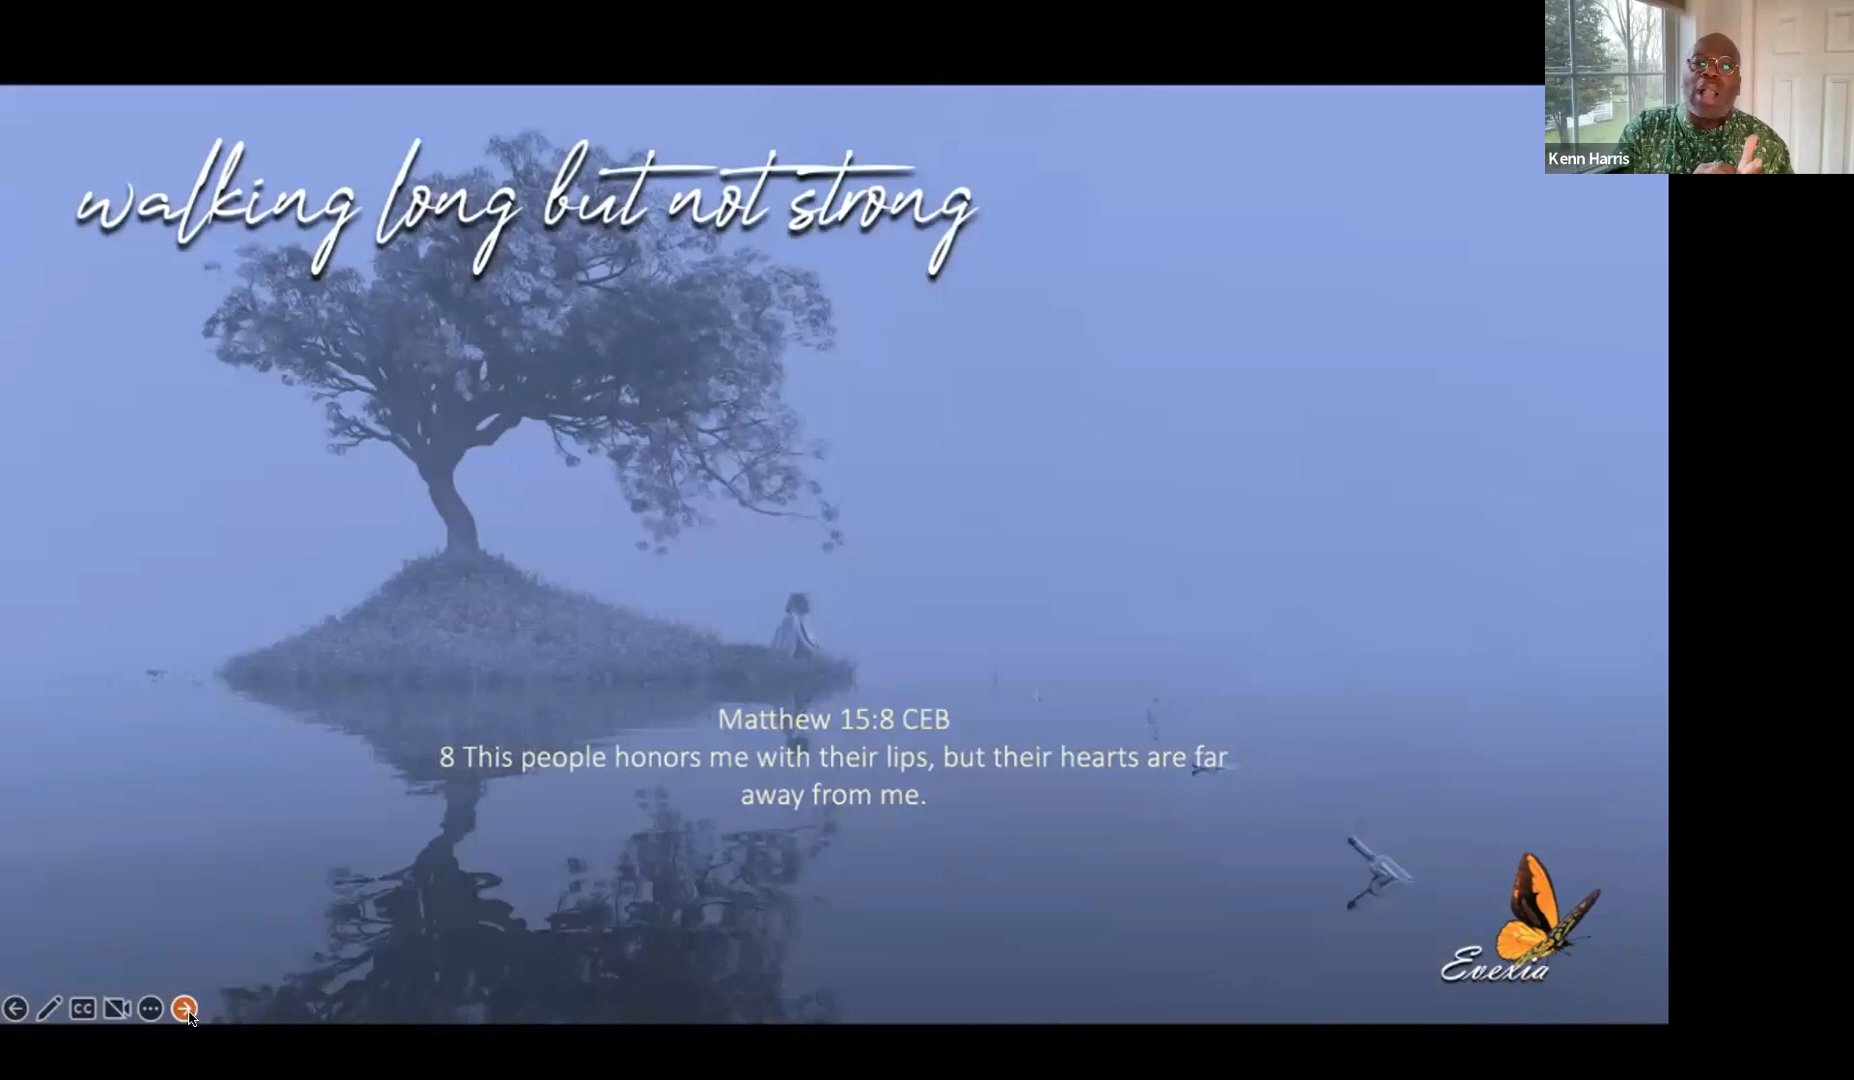 walking long but not strong
Kenn Harris
Matthew 15:8 CEB
8 This people honors me with their lips, but their hearts are far
away from me.
Evexia
CC